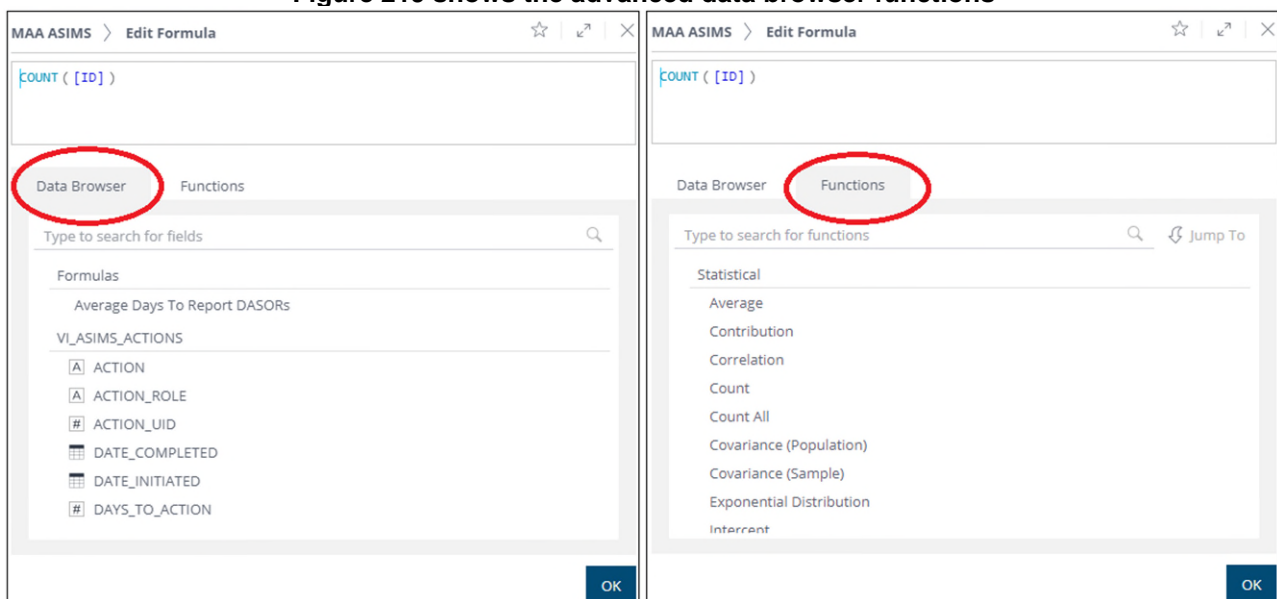 Figure 210 shows the advanced data browser functions
MAA ASIMS > Edit Formula
COUNT ( [ID] )
Data Browser
Functions
Type to search for fields
Formulas
Average Days To Report DASORs
VI_ASIMS_ACTIONS
A ACTION
A ACTION_ROLE
# ACTION_UID
DATE_COMPLETED
DATE_INITIATED
# DAYS_TO_ACTION
OK
MAA ASIMS > Edit Formula
COUNT ( [ID] )
Data Browser
Functions
Type to search for functions
Jump To
Statistical
Average
Contribution
Correlation
Count
Count All
Covariance (Population)
Covariance (Sample)
Exponential Distribution
Intercept
OK